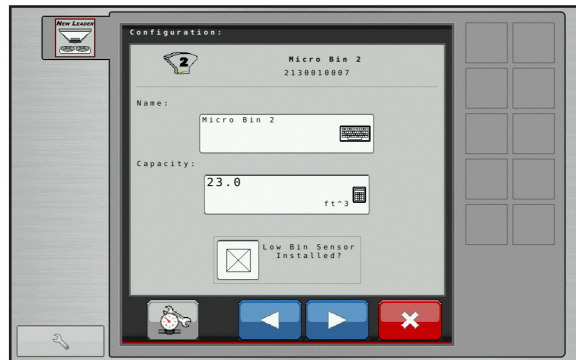 NEW LEADER
Configuration:
2
Micro Bin 2
2130010007
Name:
Micro Bin 2
Capacity:
23.0
ft^3
Low Bin Sensor
Installed?